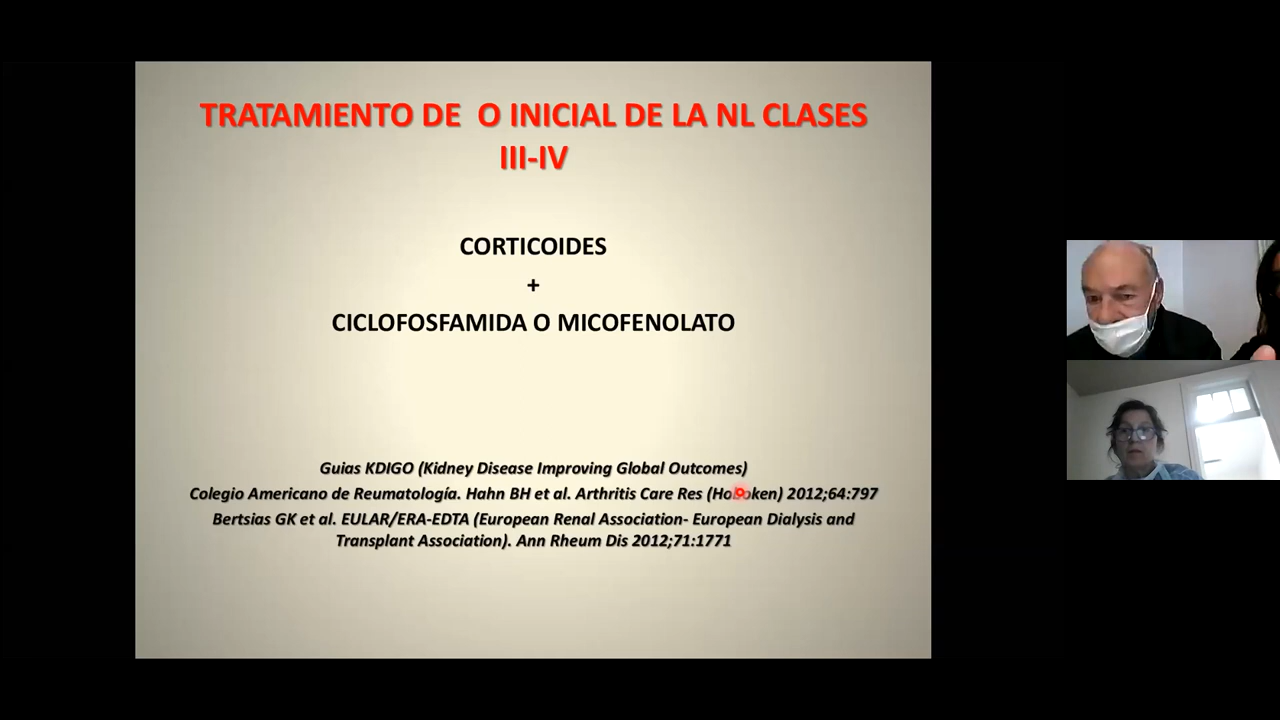 TRATAMIENTO DE O INICIAL DE LA NL CLASES
III-IV
CORTICOIDES
+
CICLOFOSFAMIDA O MICOFENOLATO
Guias KDIGO (Kidney Disease Improving Global Outcomes)
Colegio Americano de Reumatología. Hahn BH et al. Arthritis Care Res (Hoboken) 2012;64:797
Bertsias GK et al. EULAR/ERA-EDTA (European Renal Association- European Dialysis and
Transplant Association). Ann Rheum Dis 2012;71:1771